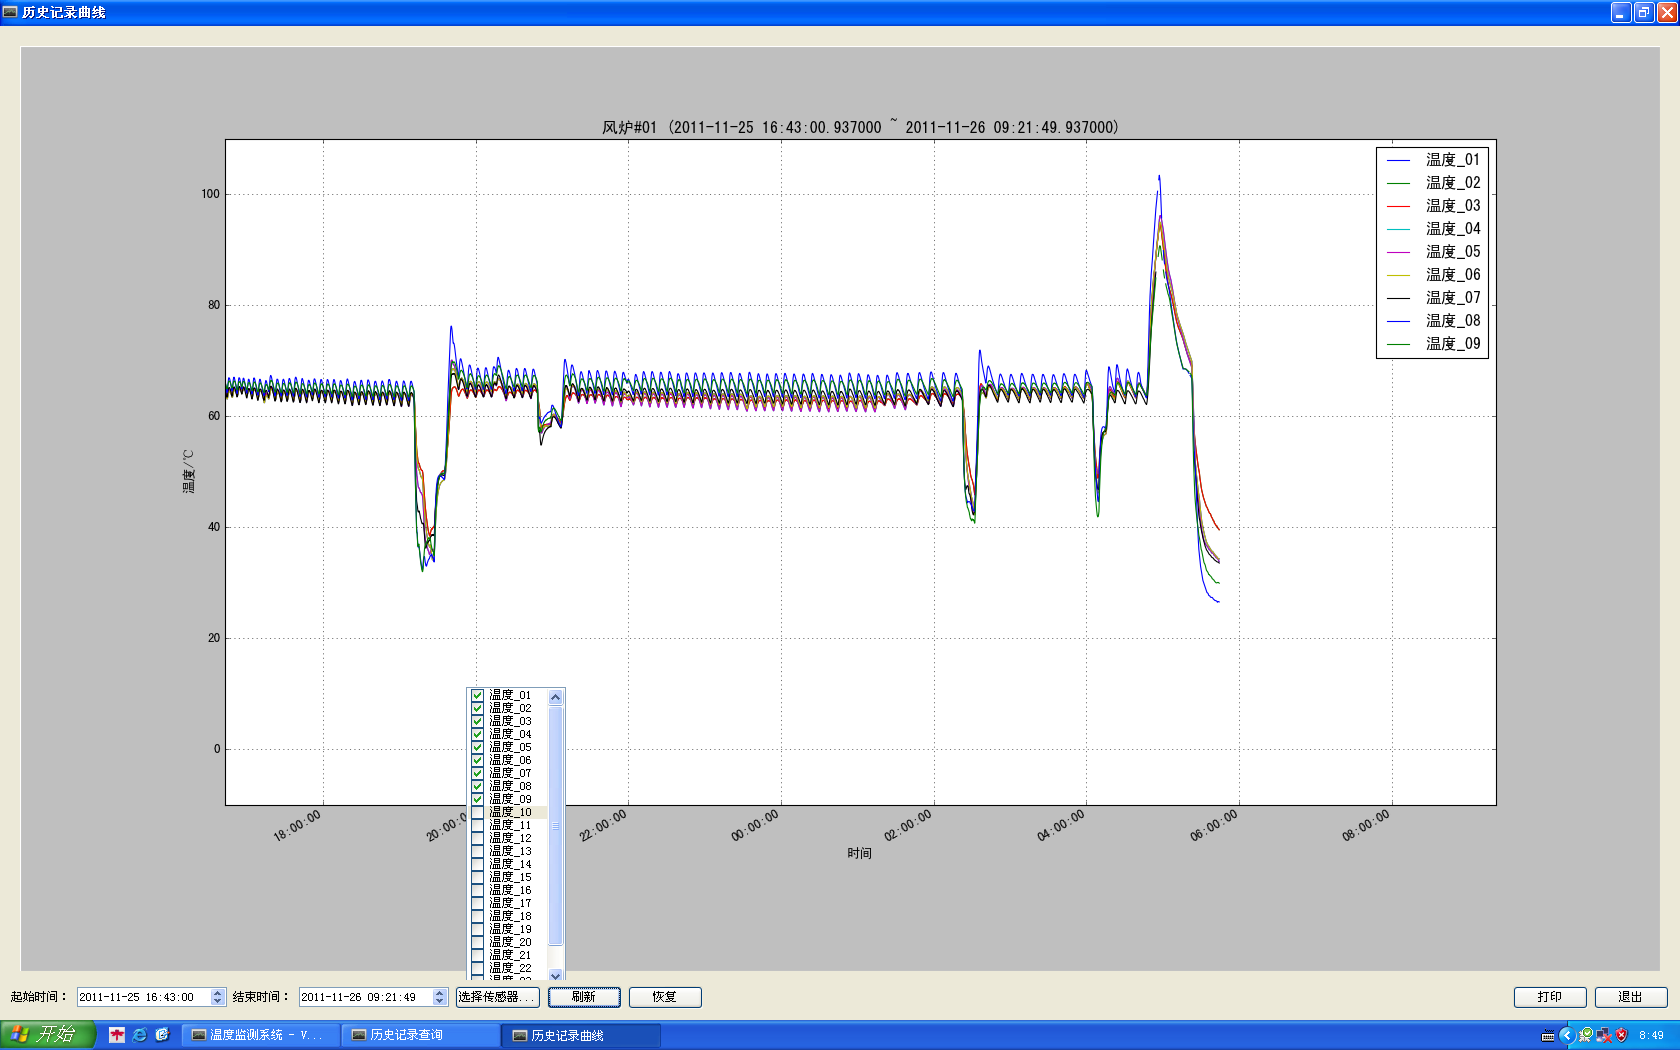 历史记录曲线
风炉#01 (2011-11-25 16:43:00.937000 ~ 2011-11-26 09:21:49.937000)
温度_01
温度_02
温度_03
温度_04
温度_05
温度_06
温度_07
温度_08
温度_09
100
80
60
40
20
0
温度/℃
18:00:00
20:00:0
22:00:00
00:00:00
02:00:00
04:00:00
06:00:00
08:00:00
时间
温度_01
温度_02
温度_03
温度_04
温度_05
温度_06
温度_07
温度_08
温度_09
温度_10
温度_11
温度_12
温度_13
温度_14
温度_15
温度_16
温度_17
温度_18
温度_19
温度_20
温度_21
温度_22
起始时间： 2011-11-25 16:43:00 结束时间： 2011-11-26 09:21:49 选择传感器... 刷新 恢复 打印 退出
开始 温度监测系统 - V... 历史记录查询 历史记录曲线 8:49